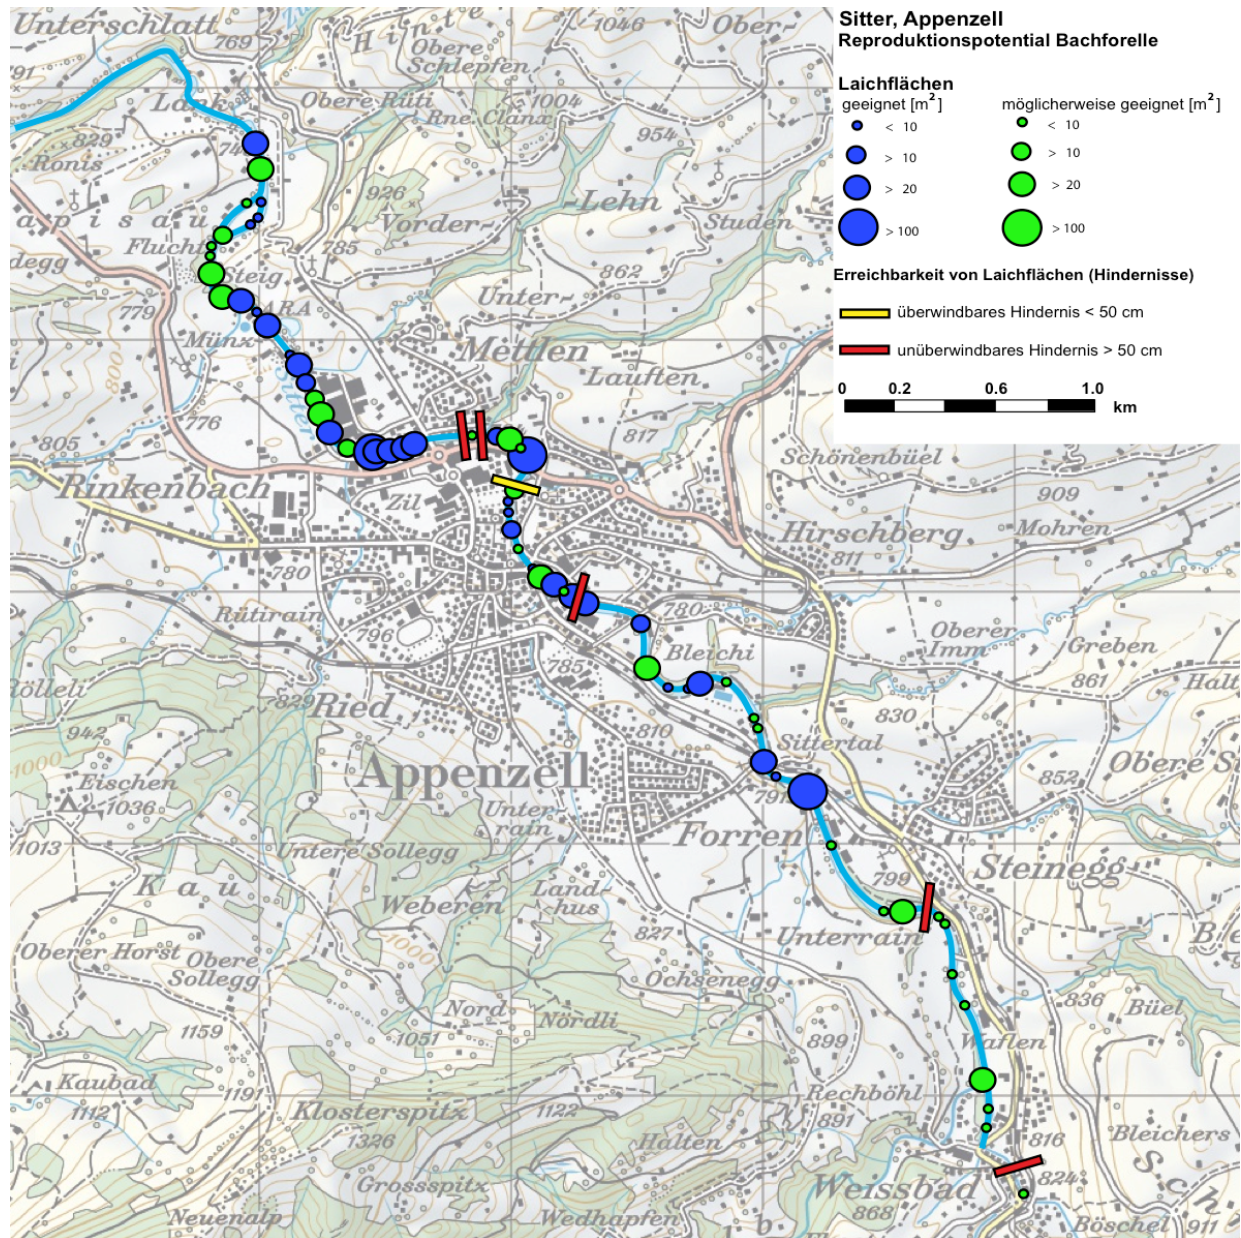 Sitter, Appenzell
Reproduktionspotential Bachforelle
Laichflächen
geeignet [m²]
möglicherweise geeignet [m²]
< 10
< 10
> 10
> 10
> 20
> 20
> 100
> 100
Erreichbarkeit von Laichflächen (Hindernisse)
überwindbares Hindernis < 50 cm
unüberwindbares Hindernis > 50 cm
0 0.2 0.6 1.0
km
Unterschlatt
769
1046
Ober-
Obere
Schlepfen
Lank
Obere Rüti
1004
Rne. Clanx
954
829
Ronis
926
Lehn
Vorder-
Studen
785
862
779
Steig
ARA
Unter-
Mettlen
Lauften
776
805
817
Rinkenbach
Zil
Schönenbüel
909
Mohren
Hirschberg
811
780
Rütirain
796
780
Bleichi
785
Oberer
Imm
Greben
861
829
Ried
942
1000
830
810
Sittertal
Appenzell
Eischen
1036
852
Unter-
rain
791
Forren
1013
Untere Sollegg
Steinegg
799
Kau
Weberen
Land-
hus
827
1000
Unterrain
Oberer Horst
Obere
Sollegg
Ochsenegg
Nord
Nördli
836
Büel
1159
1051
899
Waflen
Kaubad
1191
1112
Klosterspitz
1122
Rechböhl
891
1326
Halten
816
Bleichers
Grossspitz
Weissbad
824
868
Neuenalp
Wedhapfen
Böschel
911